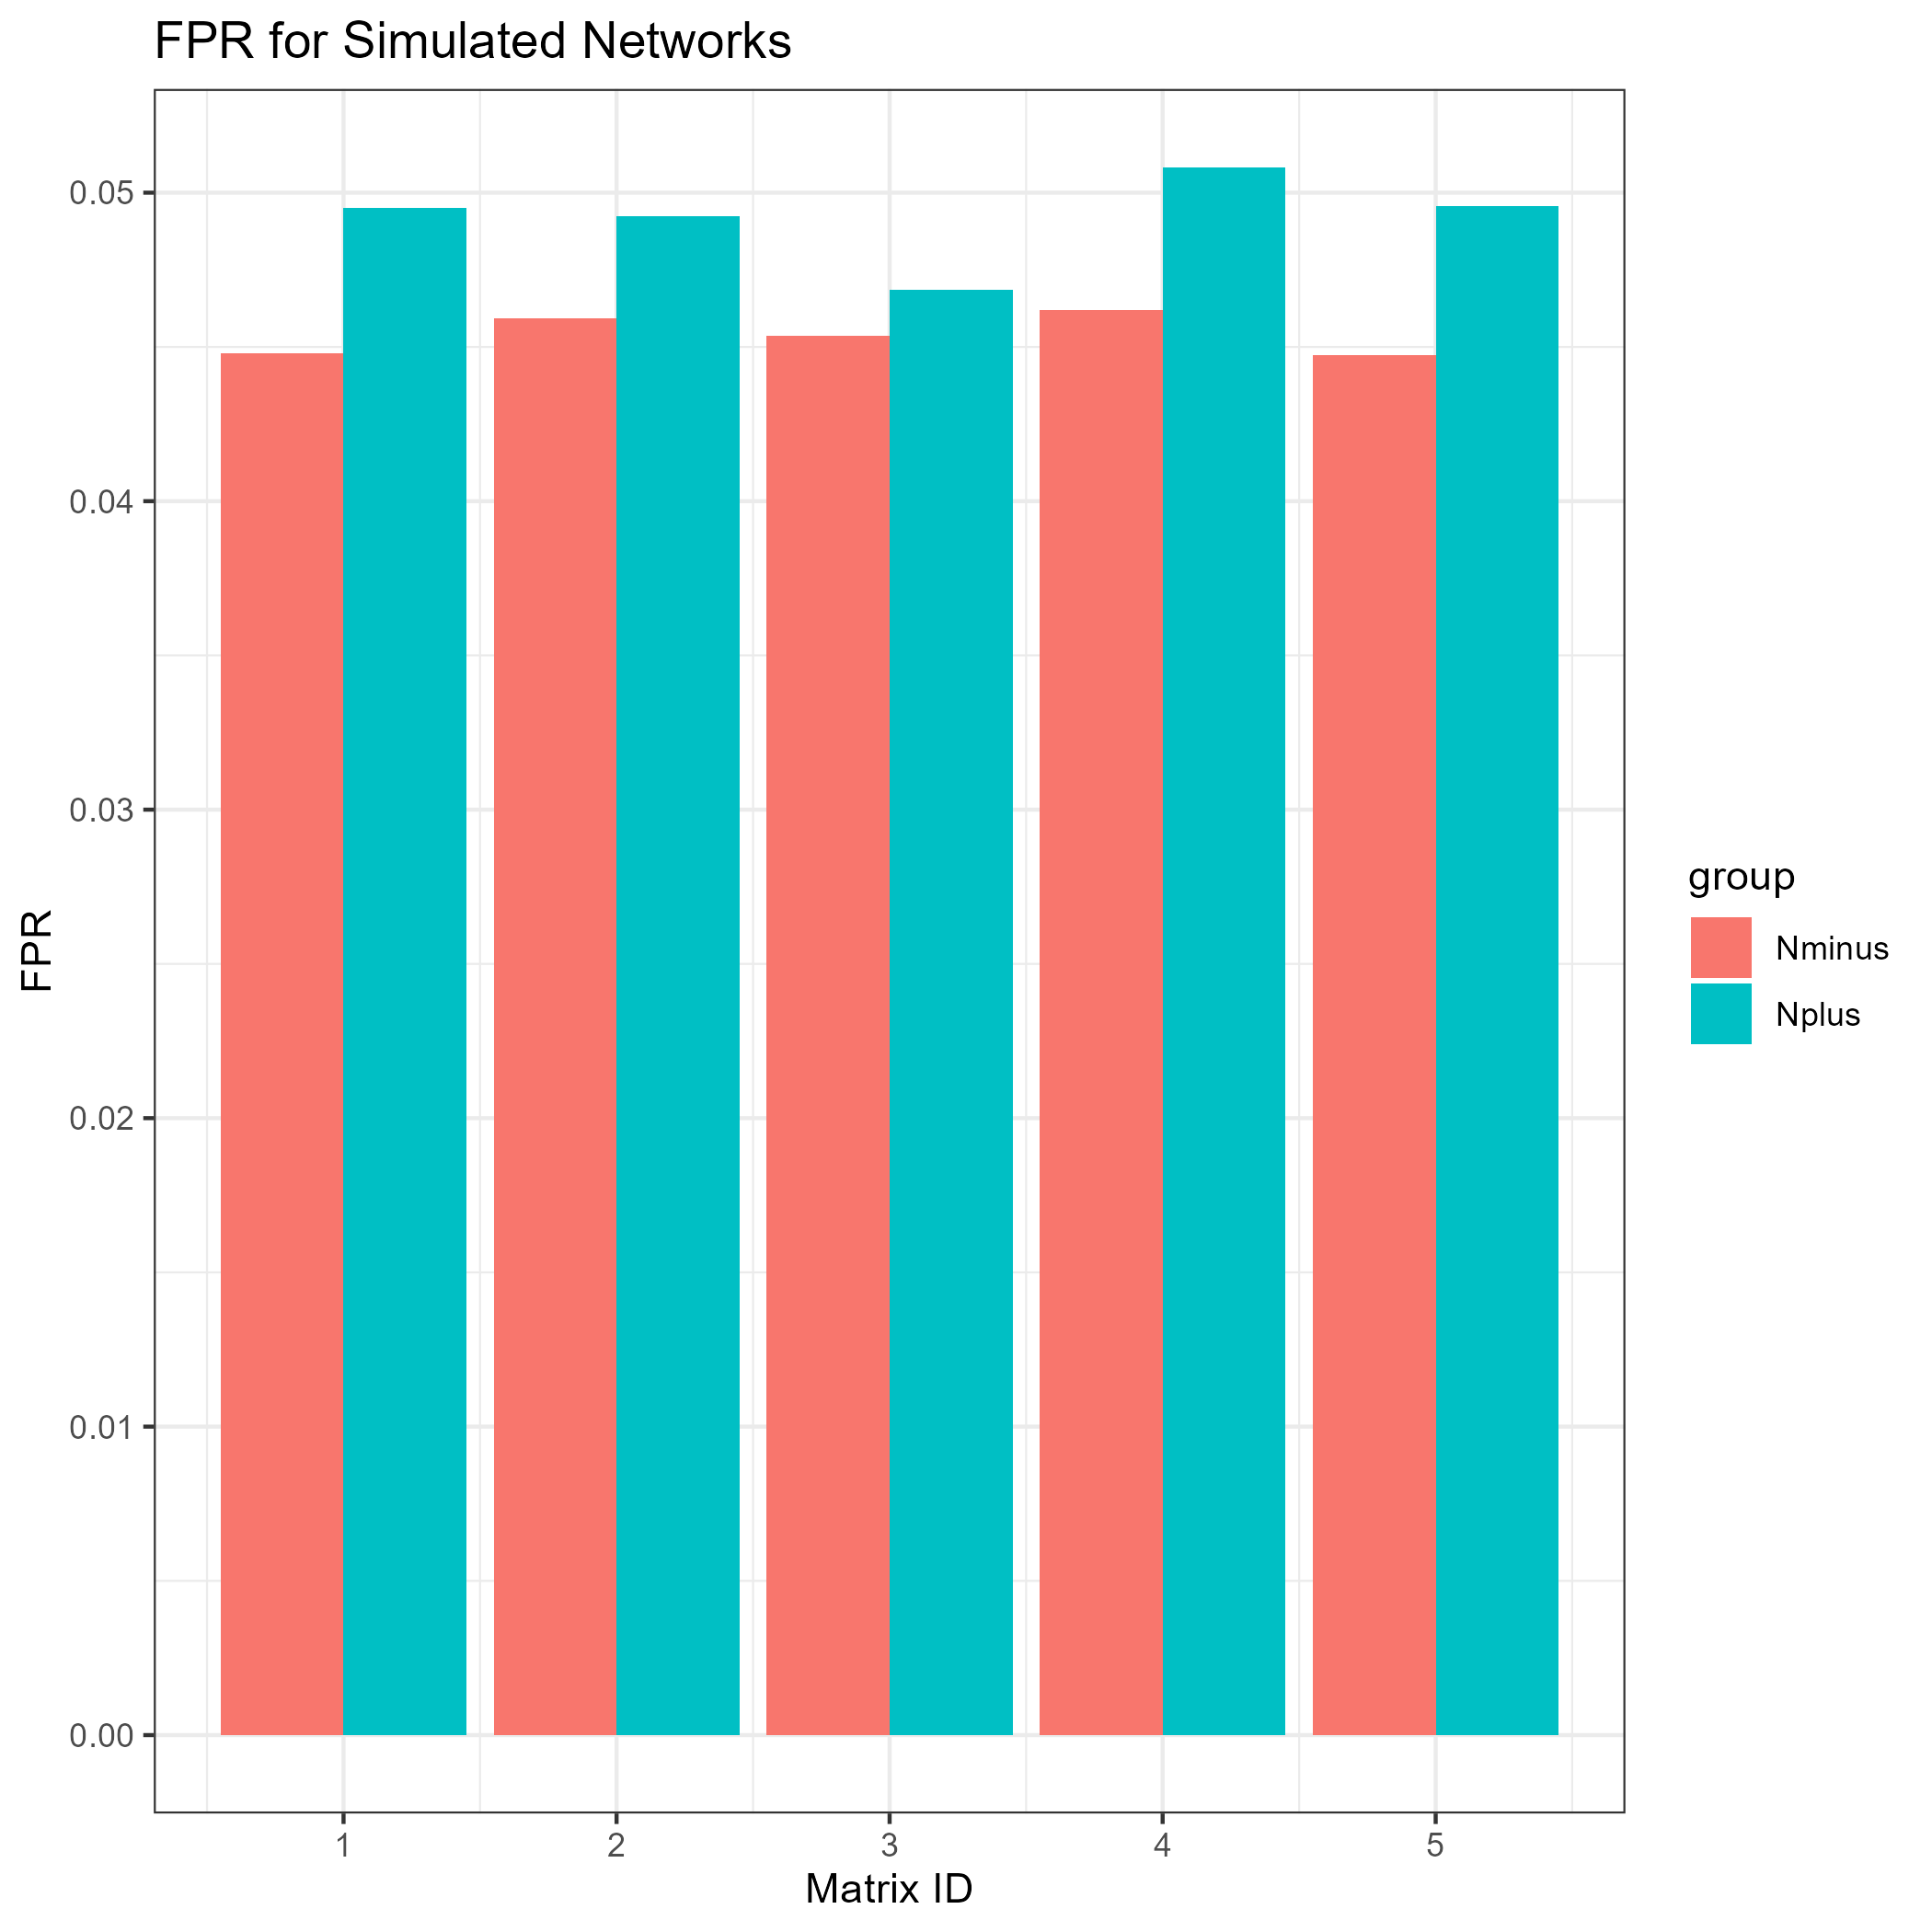 FPR for Simulated Networks
FPR
0.05
0.04
0.03
0.02
0.01
0.00
1 2 3 4 5
Matrix ID
group
Nminus
Nplus